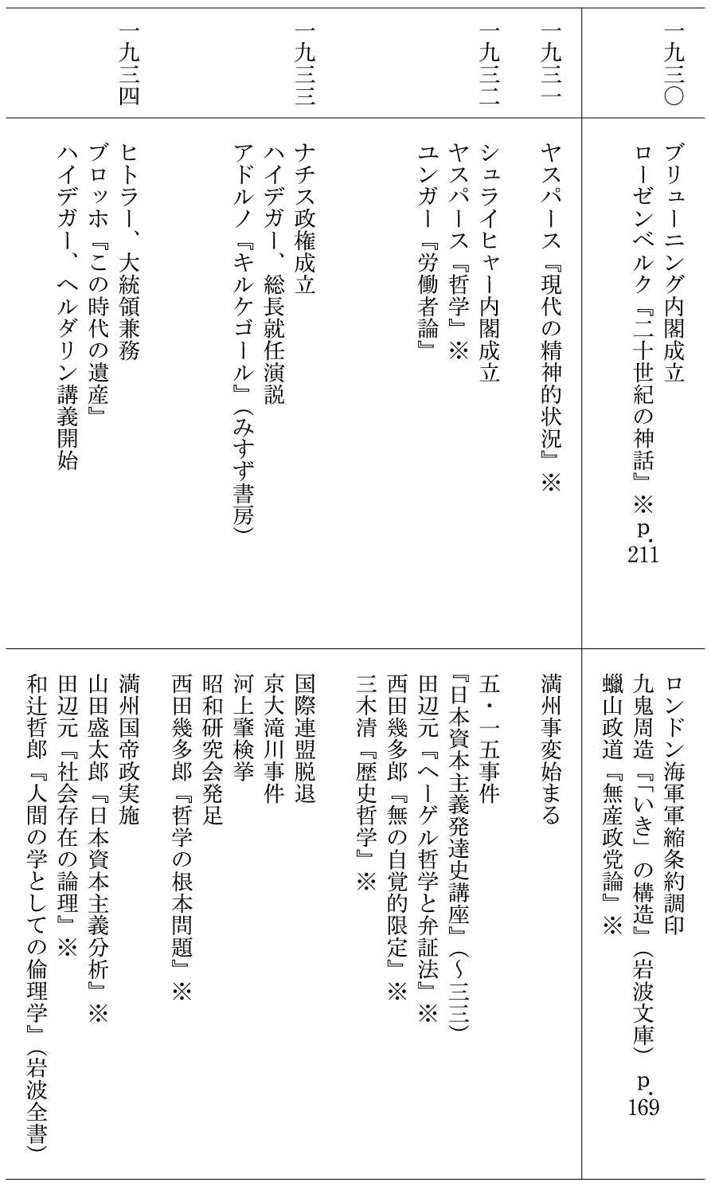 一九三〇
ブリューニング内閣成立
ローゼンベルク『二十世紀の神話』※p.211
ロンドン海軍軍縮条約調印
九鬼周造『「いき」の構造』（岩波文庫）p.169
蠟山政道『無産政党論』※
一九三一
ヤスパース『現代の精神的状況』※
満州事変始まる
一九三二
シュライヒャー内閣成立
ヤスパース『哲学』※
ユンガー『労働者論』
五・一五事件
『日本資本主義発達史講座』（～三三）
田辺元『ヘーゲル哲学と弁証法』※
西田幾多郎『無の自覚的限定』※
三木清『歴史哲学』※
一九三三
ナチス政権成立
ハイデガー、総長就任演説
アドルノ『キルケゴール』（みすず書房）
国際連盟脱退
京大滝川事件
河上肇検挙
昭和研究会発足
西田幾多郎『哲学の根本問題』※
一九三四
ヒトラー、大統領兼務
ブロッホ『この時代の遺産』
ハイデガー、ヘルダリン講義開始
満州国帝政実施
山田盛太郎『日本資本主義分析』※
田辺元『社会存在の論理』※
和辻哲郎『人間の学としての倫理学』（岩波全書）